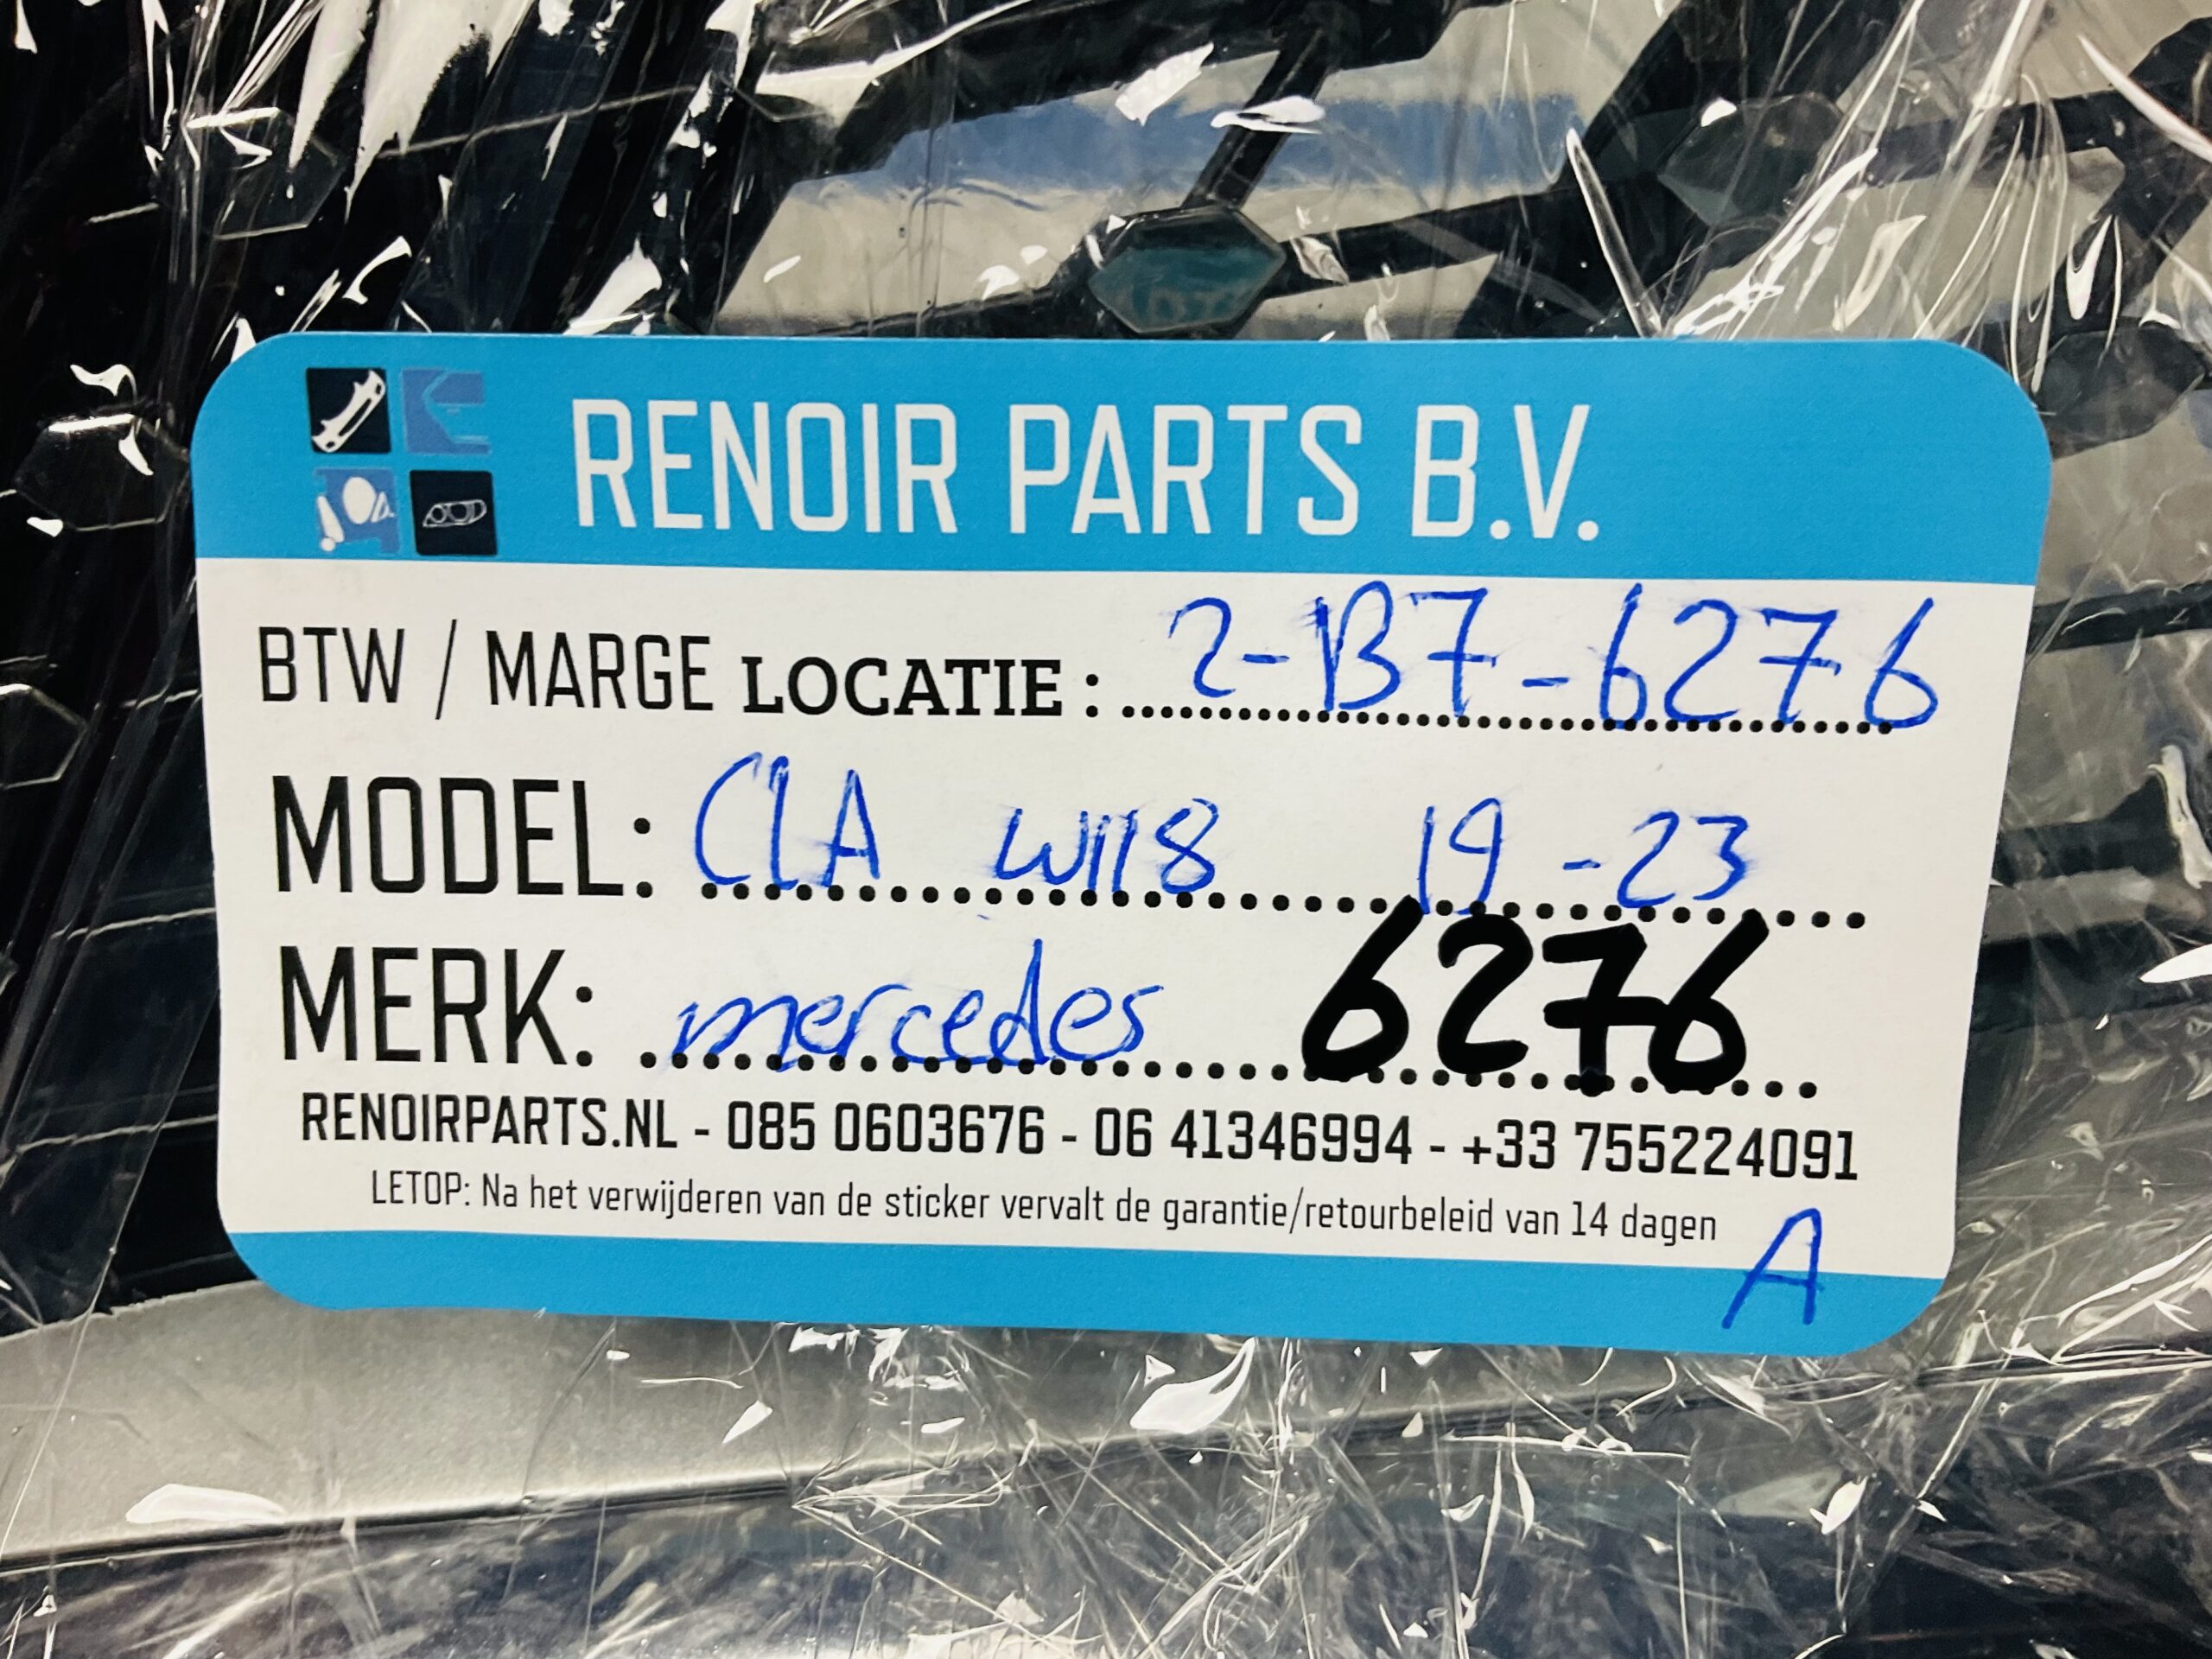 RENOIR PARTS B.V.
BTW / MARGE LOCATIE : 2-B7-6276
MODEL: CLA W118 19-23
MERK: mercedes 6276
RENOIRPARTS.NL - 085 0603676 - 06 41346994 - +33 755224091
LETOP: Na het verwijderen van de sticker vervalt de garantie/retourbeleid van 14 dagen
A